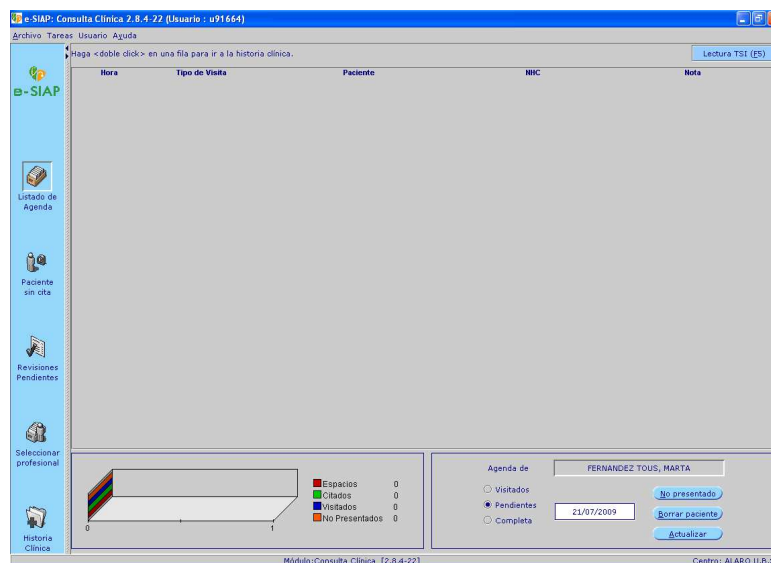 e-SIAP: Consulta Clínica 2.8.4-22 (Usuario : u91664)
Archivo Tareas Usuario Ayuda
Haga <doble click> en una fila para ir a la historia clínica.
Lectura TSI (F5)
Hora Tipo de Visita Paciente NHC Nota
e-SIAP
Listado de
Agenda
Paciente
sin cita
Revisiones
Pendientes
Seleccionar
profesional
Historia
Clínica
0 1
Espacios 0
Citados 0
Visitados 0
No Presentados 0
Agenda de FERNANDEZ TOUS, MARTA
Visitados
Pendientes
Completa
21/07/2009
No presentado
Borrar paciente
Actualizar
Módulo:Consulta Clínica [2.8.4-22]
Centro: ALARO U.B.